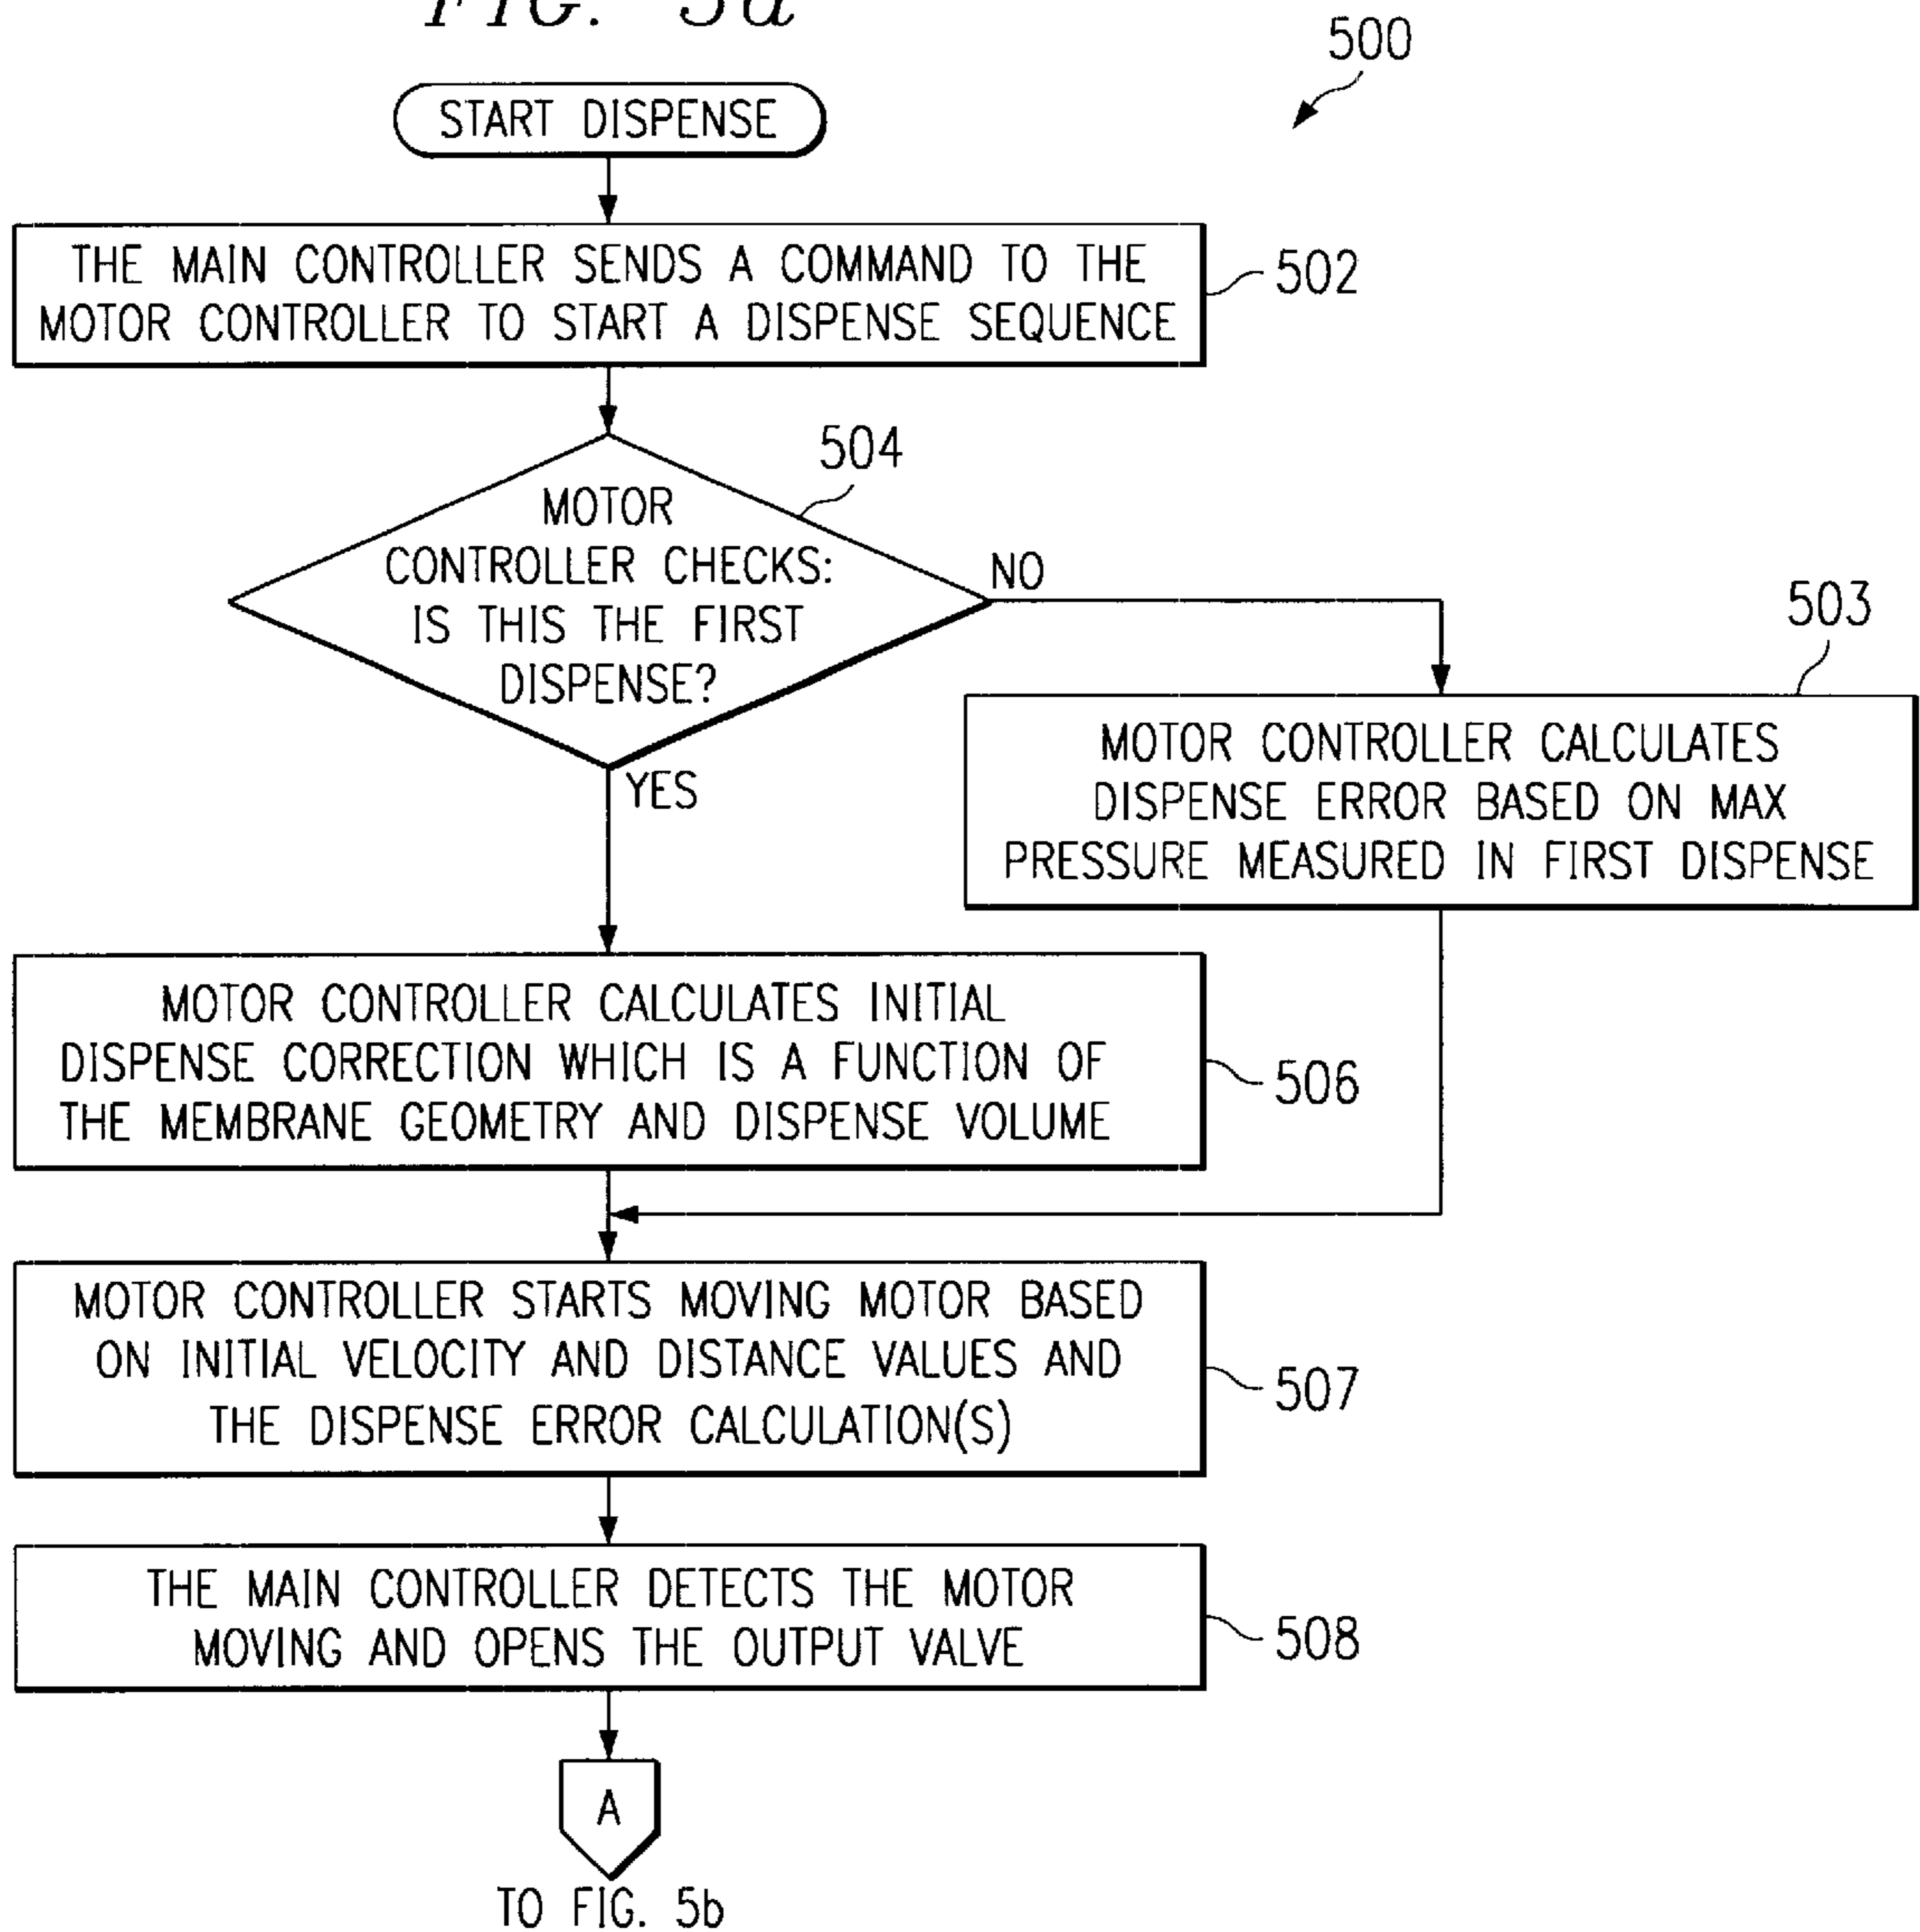 FIG. 5a
500
START DISPENSE
THE MAIN CONTROLLER SENDS A COMMAND TO THE
MOTOR CONTROLLER TO START A DISPENSE SEQUENCE
502
504
MOTOR
CONTROLLER CHECKS:
IS THIS THE FIRST
DISPENSE?
NO
YES
503
MOTOR CONTROLLER CALCULATES
DISPENSE ERROR BASED ON MAX
PRESSURE MEASURED IN FIRST DISPENSE
MOTOR CONTROLLER CALCULATES INITIAL
DISPENSE CORRECTION WHICH IS A FUNCTION OF
THE MEMBRANE GEOMETRY AND DISPENSE VOLUME
506
MOTOR CONTROLLER STARTS MOVING MOTOR BASED
ON INITIAL VELOCITY AND DISTANCE VALUES AND
THE DISPENSE ERROR CALCULATION(S)
507
THE MAIN CONTROLLER DETECTS THE MOTOR
MOVING AND OPENS THE OUTPUT VALVE
508
A
TO FIG. 5b